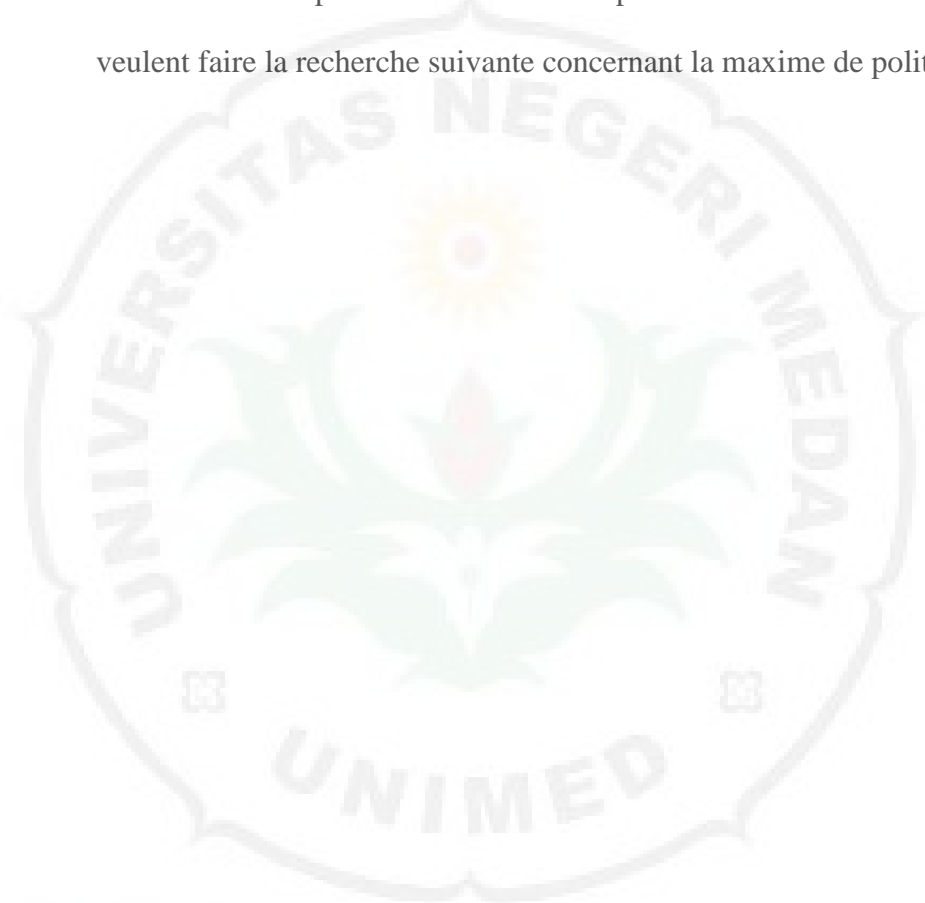 veulent faire la recherche suivante concernant la maxime de polit
UNIVERSITAS NEGERI MEDAN
UNIMED